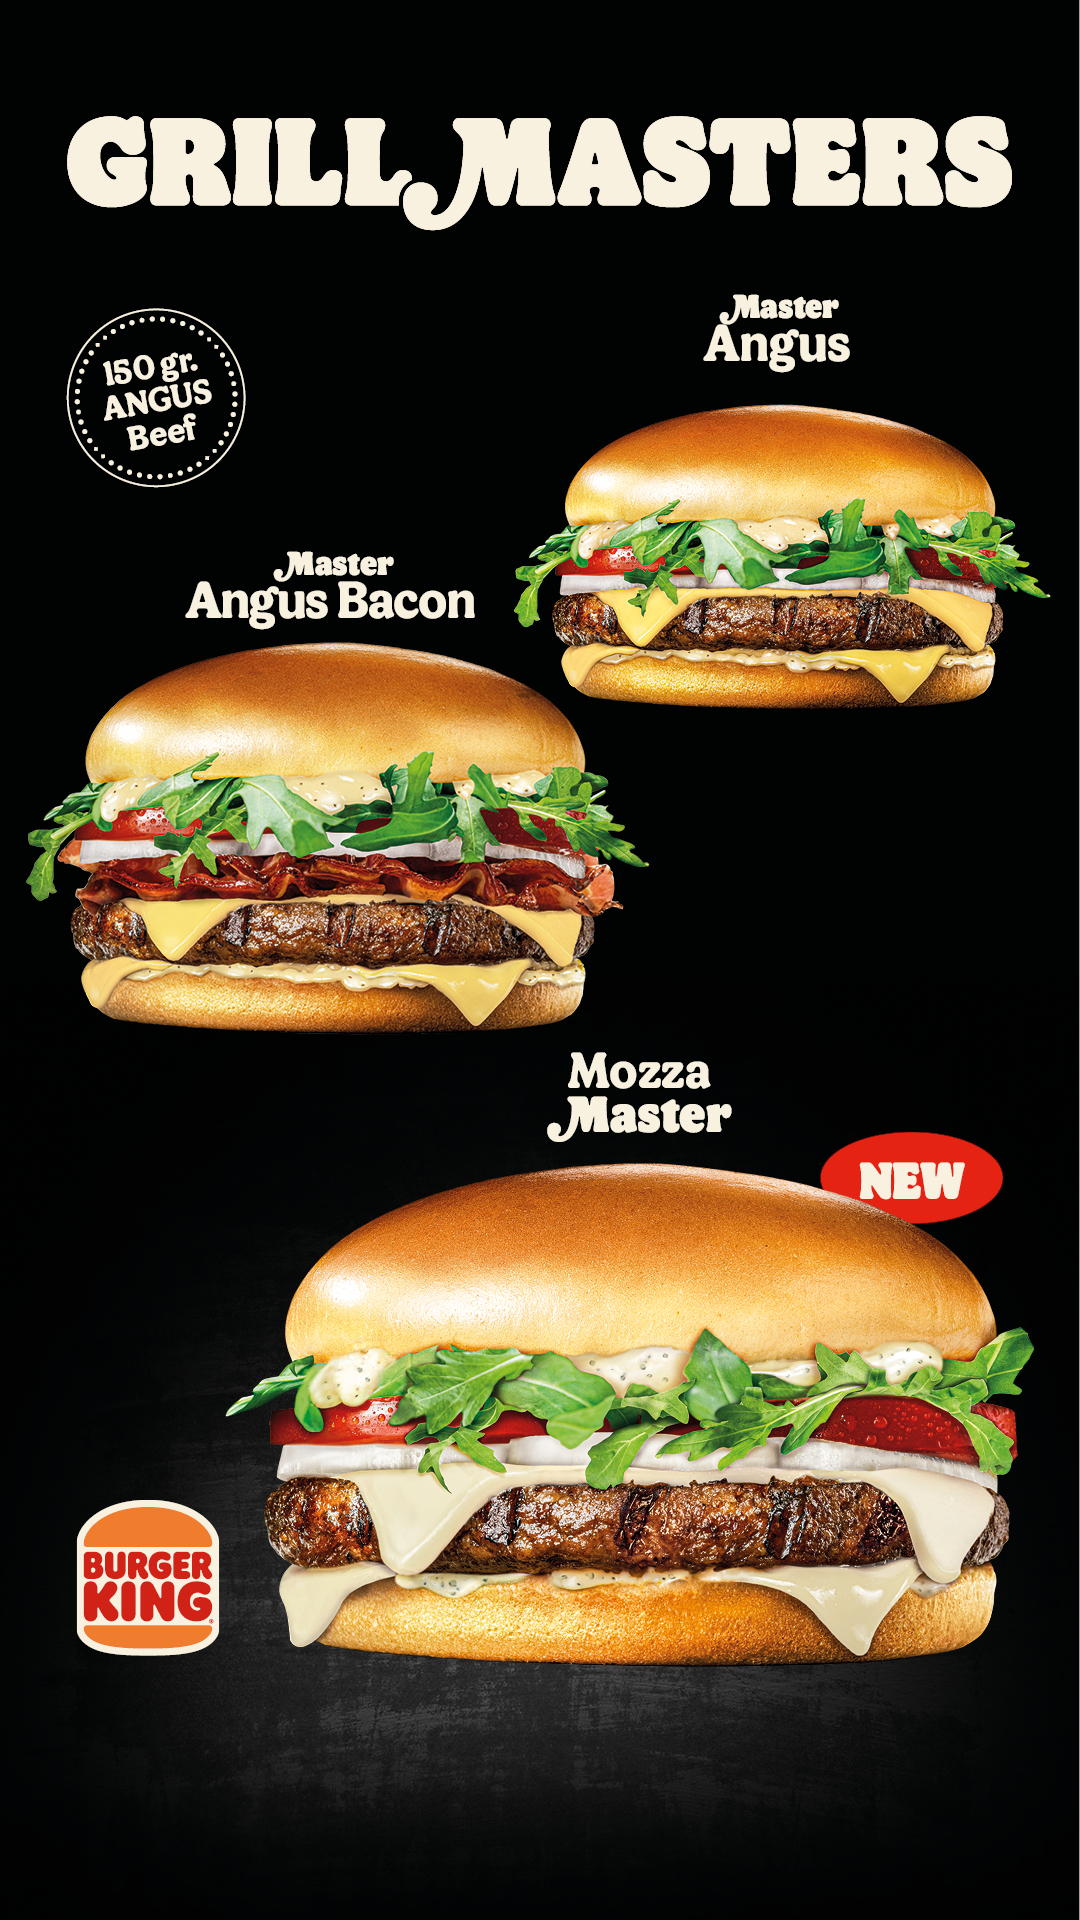 GRILL MASTERS
150 gr.
ANGUS
Beef
Master
Angus
Master
Angus Bacon
Mozza
Master
NEW
BURGER
KING